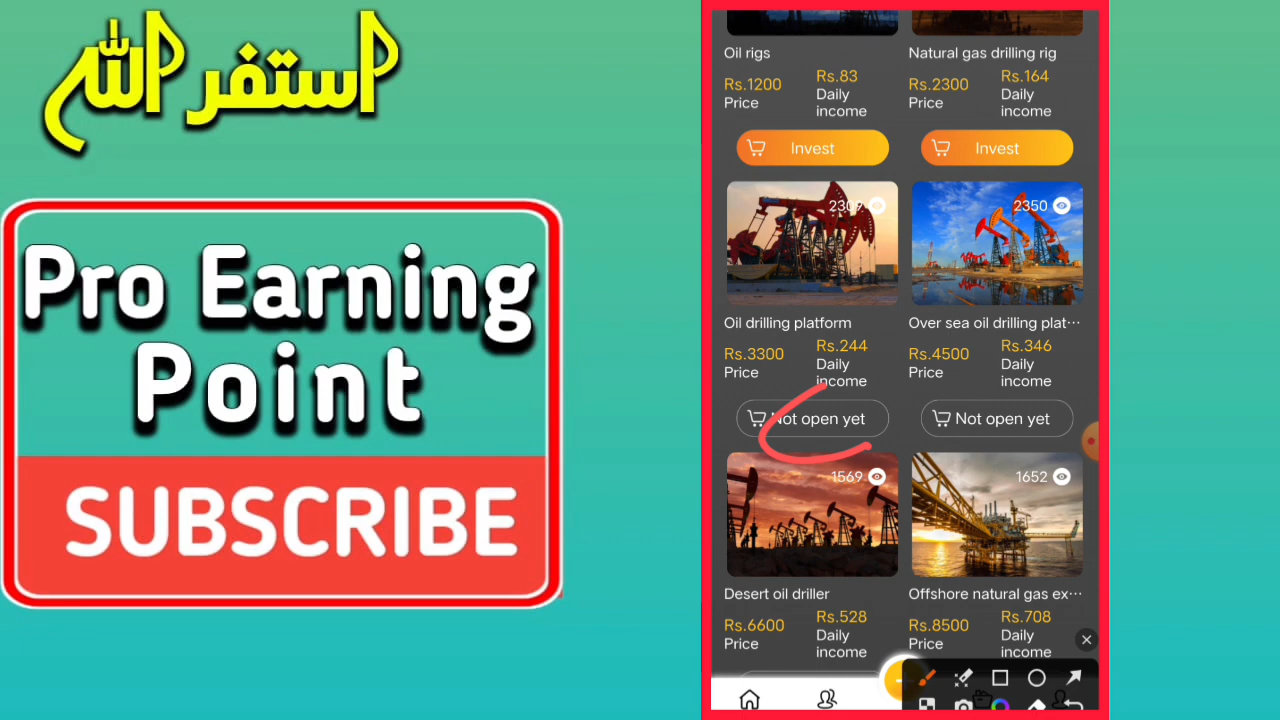 استغفر اللہ
Pro Earning
Point
SUBSCRIBE
Oil rigs
Rs.1200
Price
Rs.83
Daily
income
Natural gas drilling rig
Rs.2300
Price
Rs.164
Daily
income
Invest
Invest
2309
2350
Oil drilling platform
Rs.3300
Price
Rs.244
Daily
income
Over sea oil drilling plat···
Rs.4500
Price
Rs.346
Daily
income
Not open yet
Not open yet
1569
1652
Desert oil driller
Rs.6600
Price
Rs.528
Daily
income
Offshore natural gas ex···
Rs.8500
Price
Rs.708
Daily
income